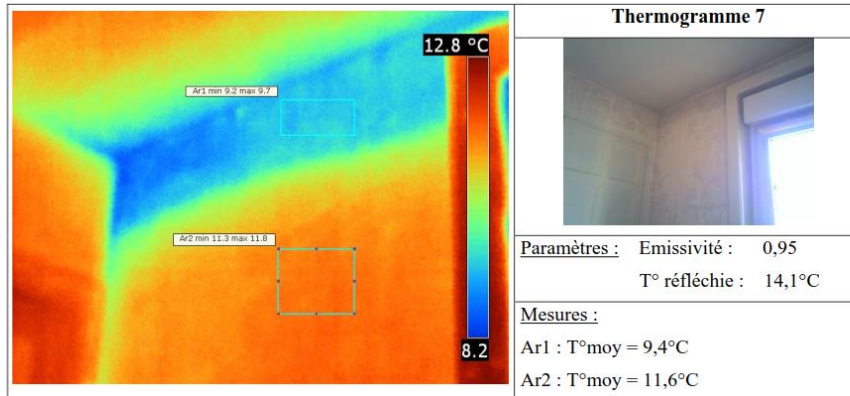 Thermogramme 7
12.8 °C
Ar1 min 9.2 max 9.7
Ar2 min 11.3 max 11.8
8.2
Paramètres : Emissivité : 0,95
T° réfléchie : 14,1°C
Mesures :
Ar1 : T°moy = 9,4°C
Ar2 : T°moy = 11,6°C